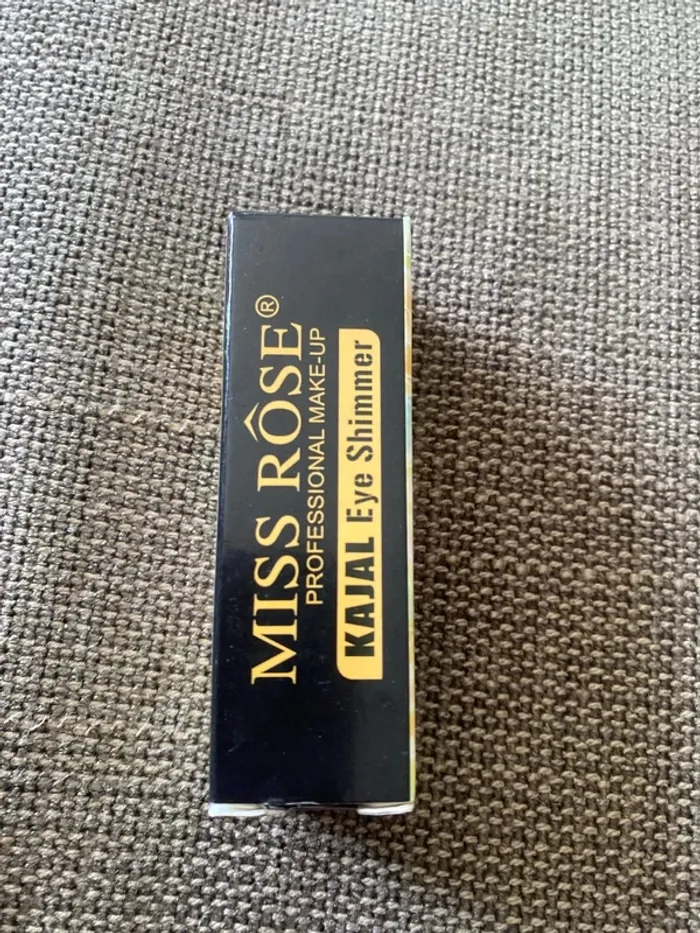 MISS RÔSE®
PROFESSIONAL MAKE-UP
KAJAL Eye Shimmer